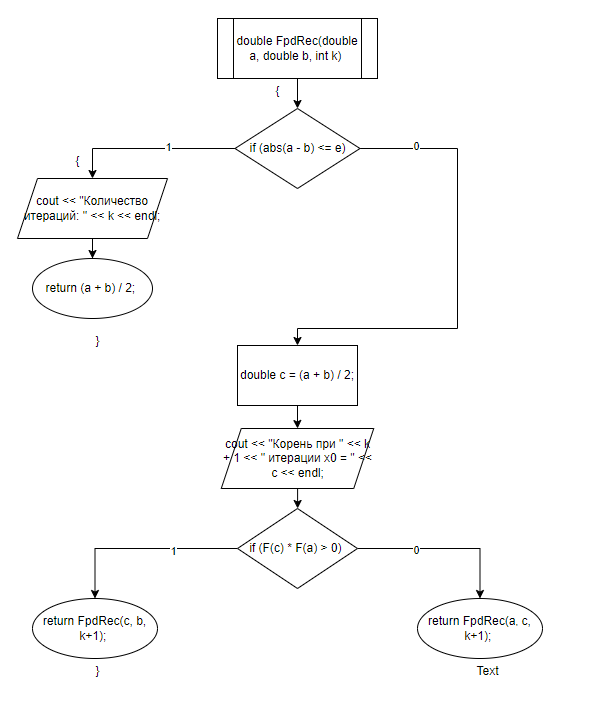 double FpdRec(double
a, double b, int k)
{
if (abs(a - b) <= e)
1
0
{
cout << "Количество
итераций: " << k << endl;
return (a + b) / 2;
}
double c = (a + b) / 2;
cout << "Корень при " << k
+ 1 << " итерации x0 = " <<
c << endl;
if (F(c) * F(a) > 0)
1
0
return FpdRec(c, b,
k+1);
return FpdRec(a, c,
k+1);
}
Text